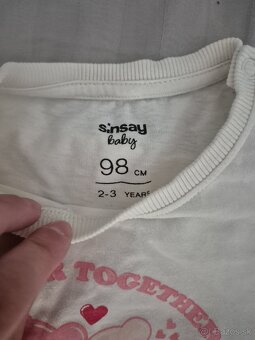 sinsay
baby
98 CM
2-3 YEARS
TOGETHER